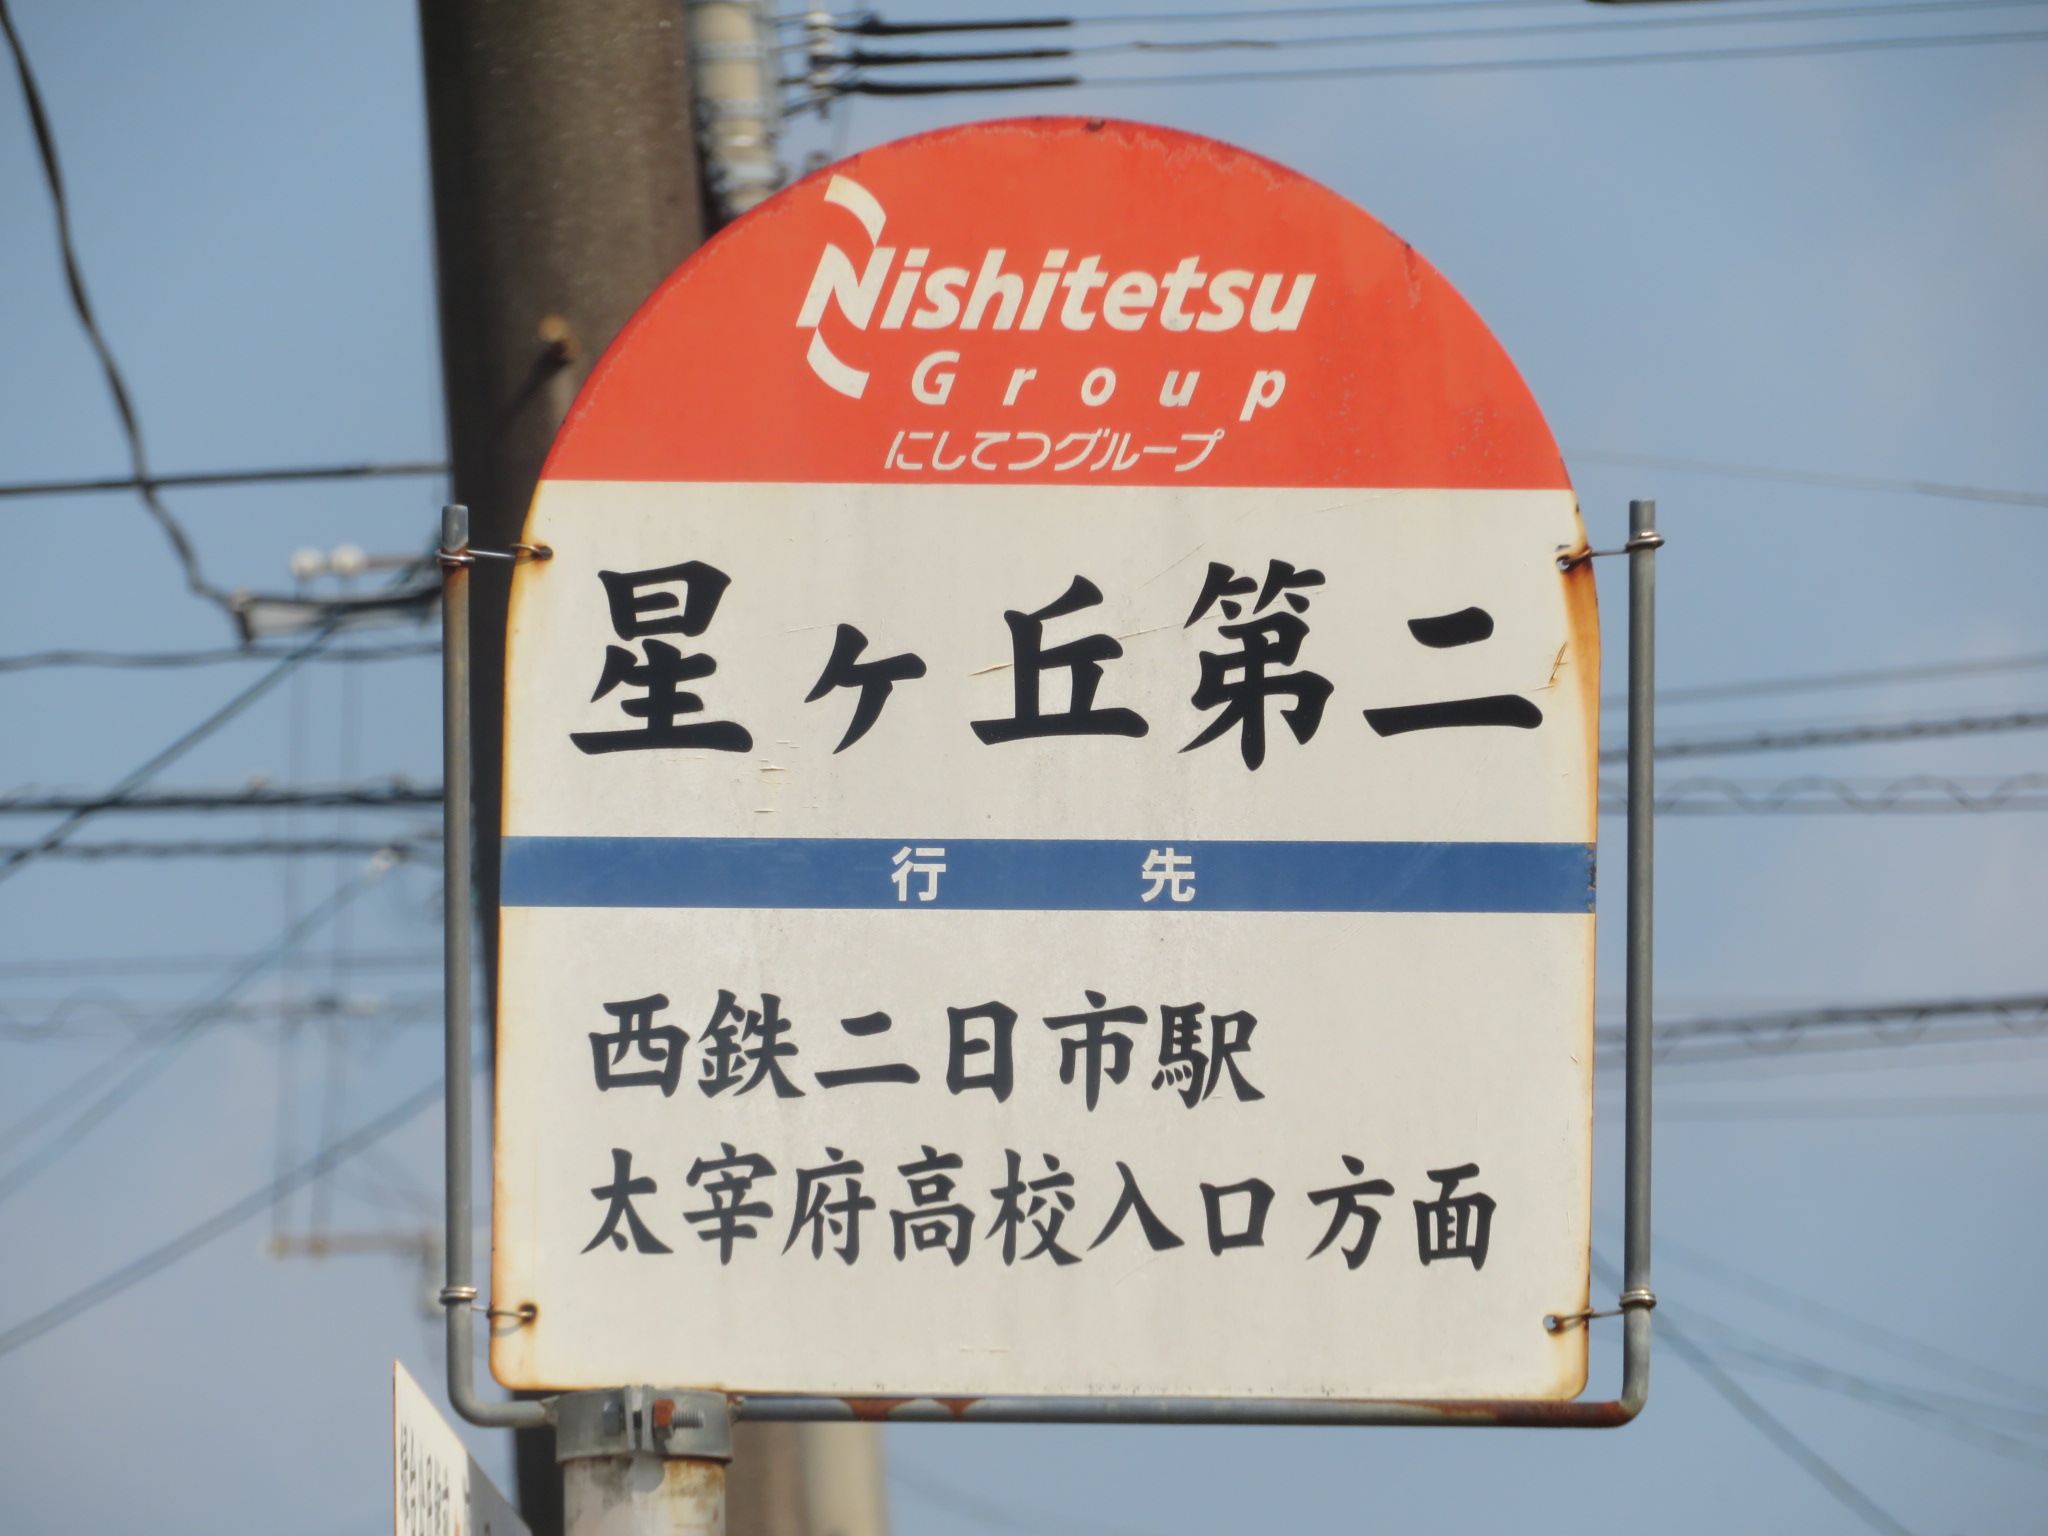 Nishitetsu
Group
にしてつグループ
星ヶ丘第二
行先
西鉄二日市駅
太宰府高校入口方面